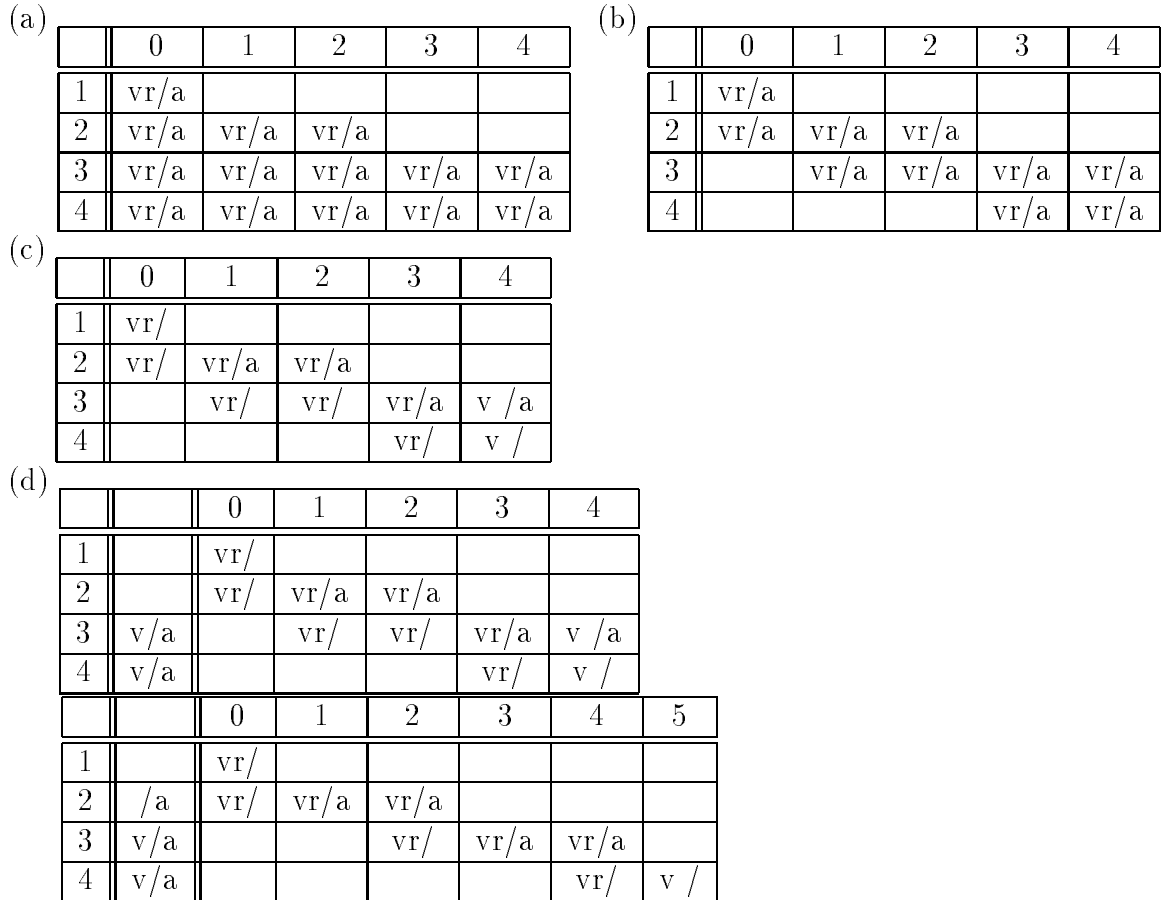 (a) (b)
0 1 2 3 4 0 1 2 3 4
1 vr/a 1 vr/a
2 vr/a vr/a vr/a 2 vr/a vr/a vr/a
3 vr/a vr/a vr/a vr/a vr/a 3 vr/a vr/a vr/a vr/a
4 vr/a vr/a vr/a vr/a vr/a 4 vr/a vr/a
(c)
0 1 2 3 4
1 vr/
2 vr/ vr/a vr/a
3 vr/ vr/ vr/a v /a
4 vr/ v /
(d)
0 1 2 3 4
1 vr/
2 vr/ vr/a vr/a
3 v/a vr/ vr/ vr/a v /a
4 v/a vr/ v /
0 1 2 3 4 5
1 vr/
2 /a vr/ vr/a vr/a
3 v/a vr/ vr/a vr/a
4 v/a vr/ v /